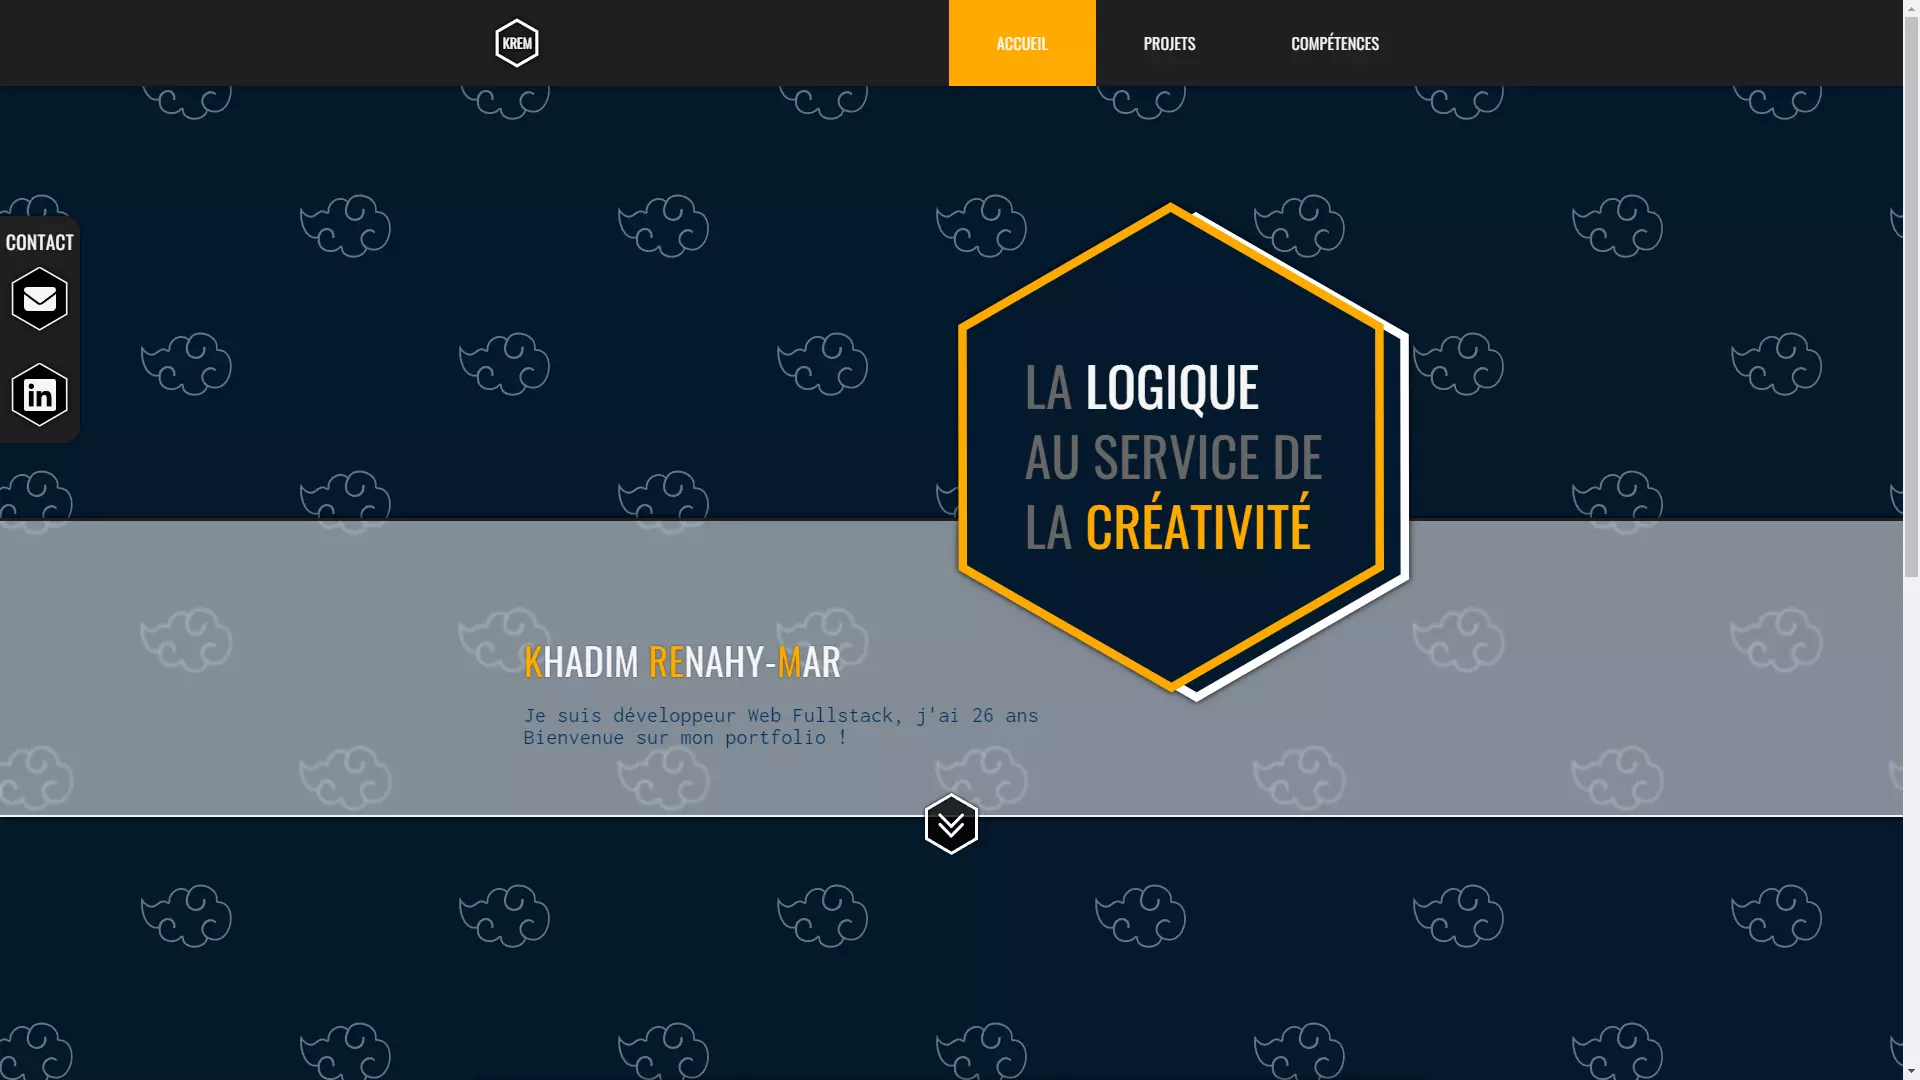 KREM
ACCUEIL
PROJETS
COMPÉTENCES
CONTACT
LA LOGIQUE
AU SERVICE DE
LA CRÉATIVITÉ
KHADIM RENAHY-MAR
Je suis développeur Web Fullstack, j'ai 26 ans
Bienvenue sur mon portfolio !